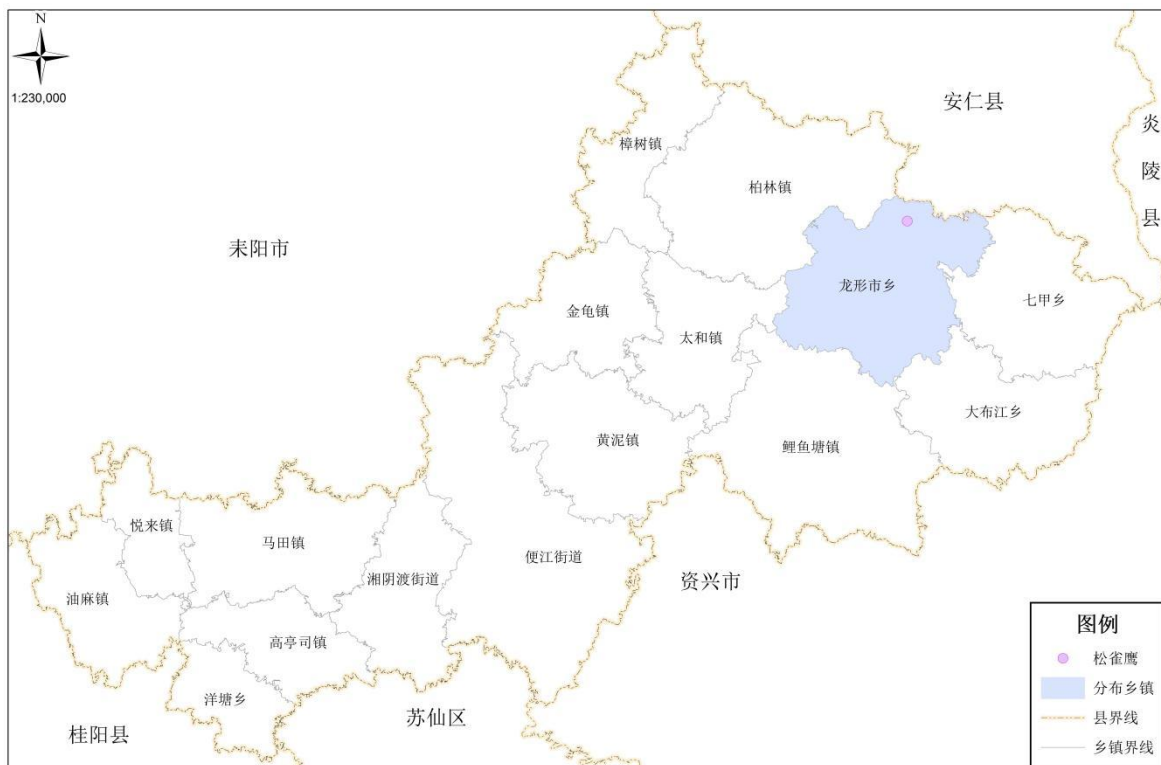 N
1:230,000
安仁县
炎陵县
樟树镇
柏林镇
耒阳市
龙形市乡
七甲乡
金龟镇
太和镇
大布江乡
黄泥镇
鲤鱼塘镇
悦来镇
马田镇
便江街道
湘阴渡街道
资兴市
油麻镇
高亭司镇
洋塘乡
苏仙区
桂阳县
图例
松雀鹰
分布乡镇
县界线
乡镇界线